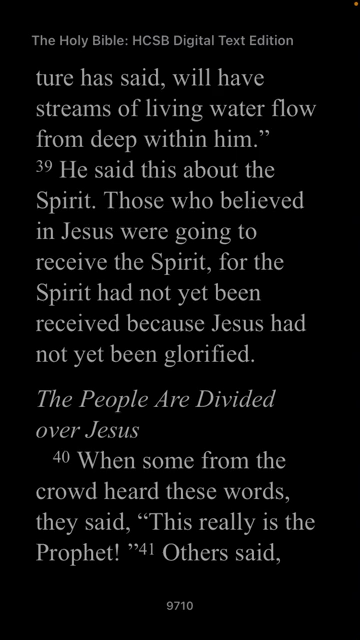 The Holy Bible: HCSB Digital Text Edition
ture has said, will have
streams of living water flow
from deep within him.”
39 He said this about the
Spirit. Those who believed
in Jesus were going to
receive the Spirit, for the
Spirit had not yet been
received because Jesus had
not yet been glorified.
The People Are Divided
over Jesus
40 When some from the
crowd heard these words,
they said, “This really is the
Prophet! ”41 Others said,
9710